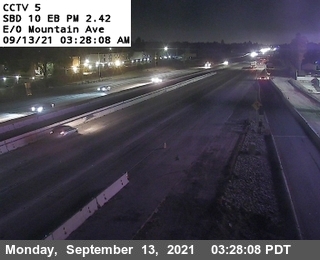 CCTV 5
SBD 10 EB PM 2.42
E/O Mountain Ave
09/13/21 03:28:08 AM
Monday, September 13, 2021 03:28:08 PDT